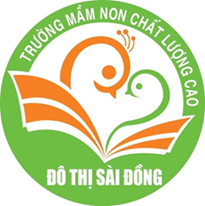 TRƯỜNG MẦM NON CHẤT LƯỢNG CAO
ĐÔ THỊ SÀI ĐỒNG